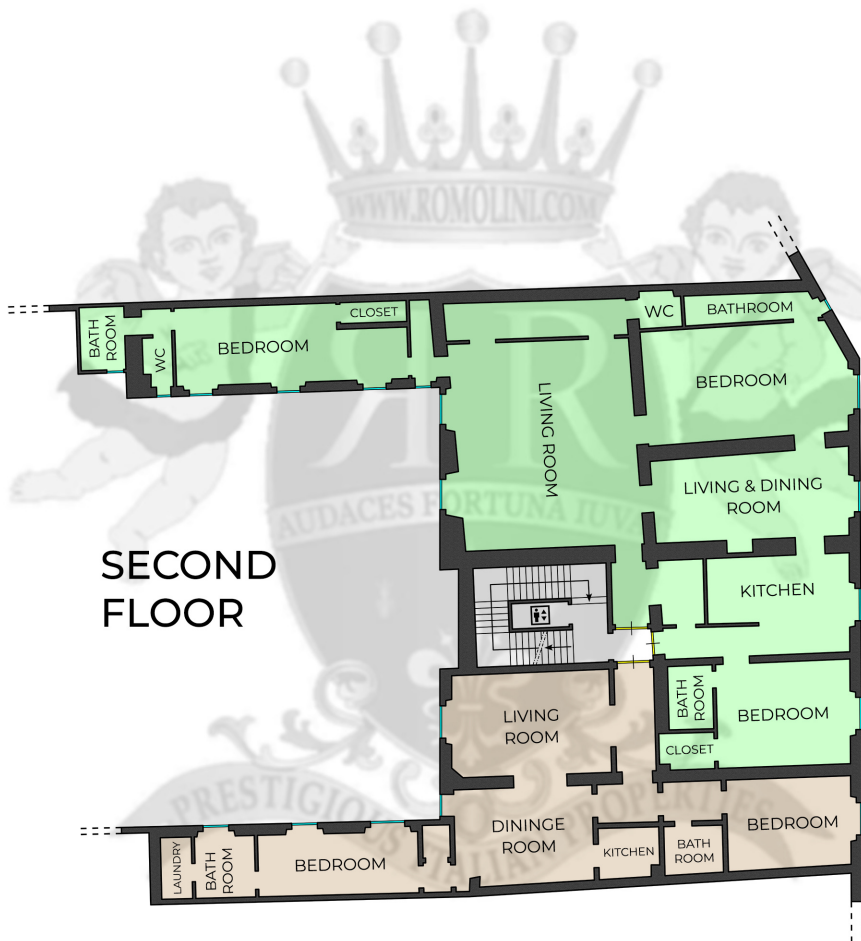 WWW.ROMOLINI.COM
BATH
ROOM
WC
BEDROOM
CLOSET
WC
BATHROOM
BEDROOM
LIVING ROOM
LIVING & DINING
ROOM
R R
AUDACES FORTUNA IUVA
SECOND
FLOOR
KITCHEN
BATH
ROOM
BEDROOM
CLOSET
LIVING
ROOM
PRESTIGIOUS ITALIAN PROPERTIES
DININGE
ROOM
KITCHEN
BATH
ROOM
BEDROOM
LAUNDRY
BATH
ROOM
BEDROOM